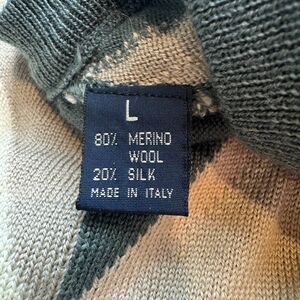 L
80% MERINO
WOOL
20% SILK
MADE IN ITALY